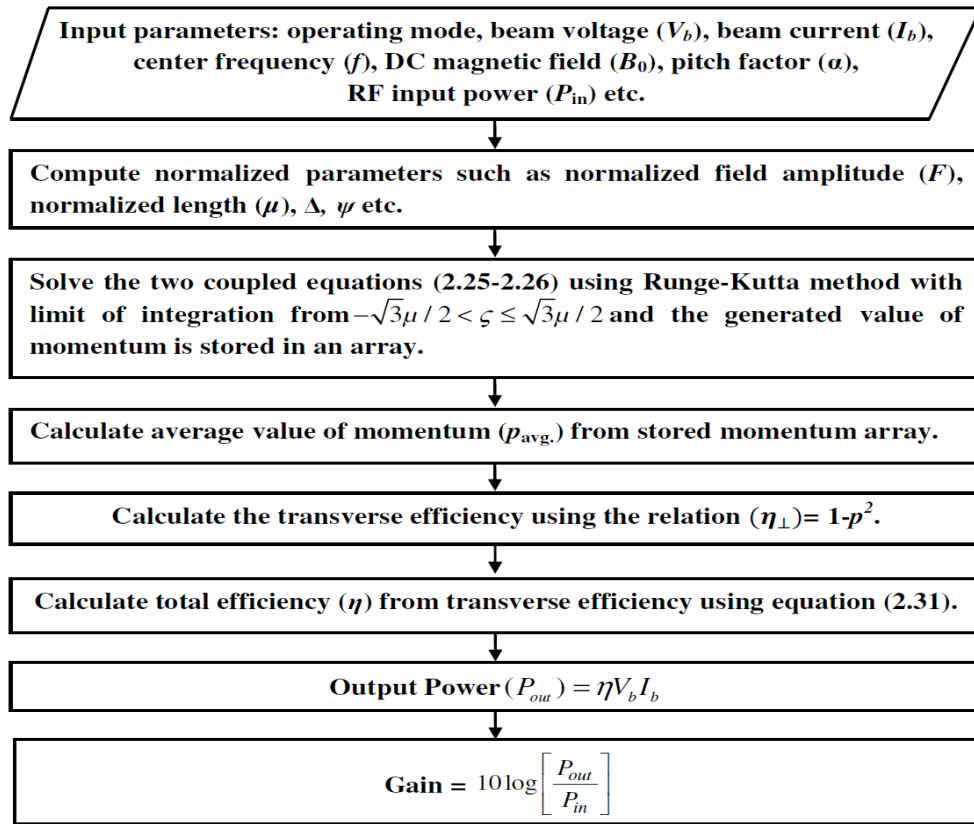 Input parameters: operating mode, beam voltage (V_b), beam current (I_b),
center frequency (f), DC magnetic field (B_0), pitch factor (α),
RF input power (P_in) etc.
Compute normalized parameters such as normalized field amplitude (F),
normalized length (μ), Δ, ψ etc.
Solve the two coupled equations (2.25-2.26) using Runge-Kutta method with
limit of integration from −√3μ / 2 < ς ≤ √3μ / 2 and the generated value of
momentum is stored in an array.
Calculate average value of momentum (p_avg.) from stored momentum array.
Calculate the transverse efficiency using the relation (η_⊥)= 1-p².
Calculate total efficiency (η) from transverse efficiency using equation (2.31).
Output Power (P_out) = ηV_bI_b
Gain = 10 log[P_out / P_in]